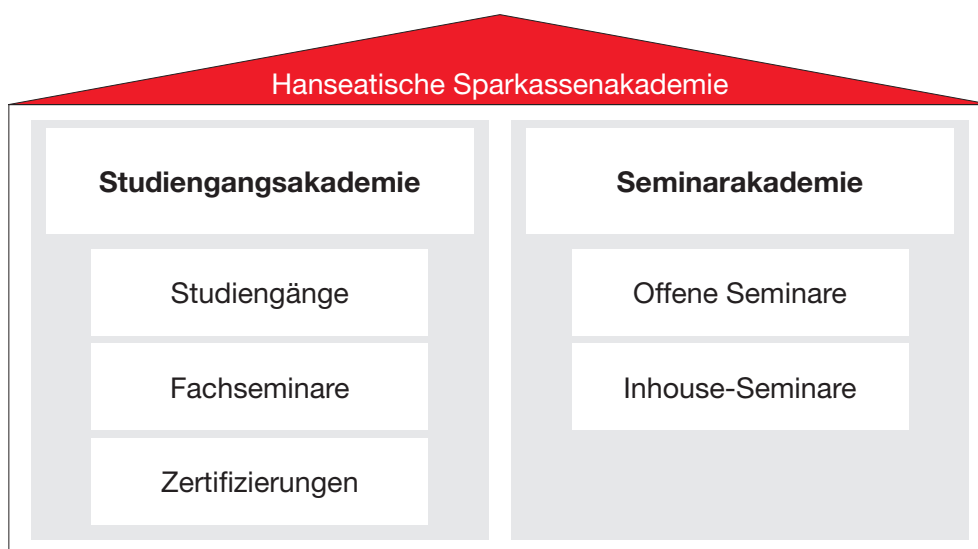 Hanseatische Sparkassenakademie
Studiengangsakademie
Studiengänge
Fachseminare
Zertifizierungen
Seminarakademie
Offene Seminare
Inhouse-Seminare